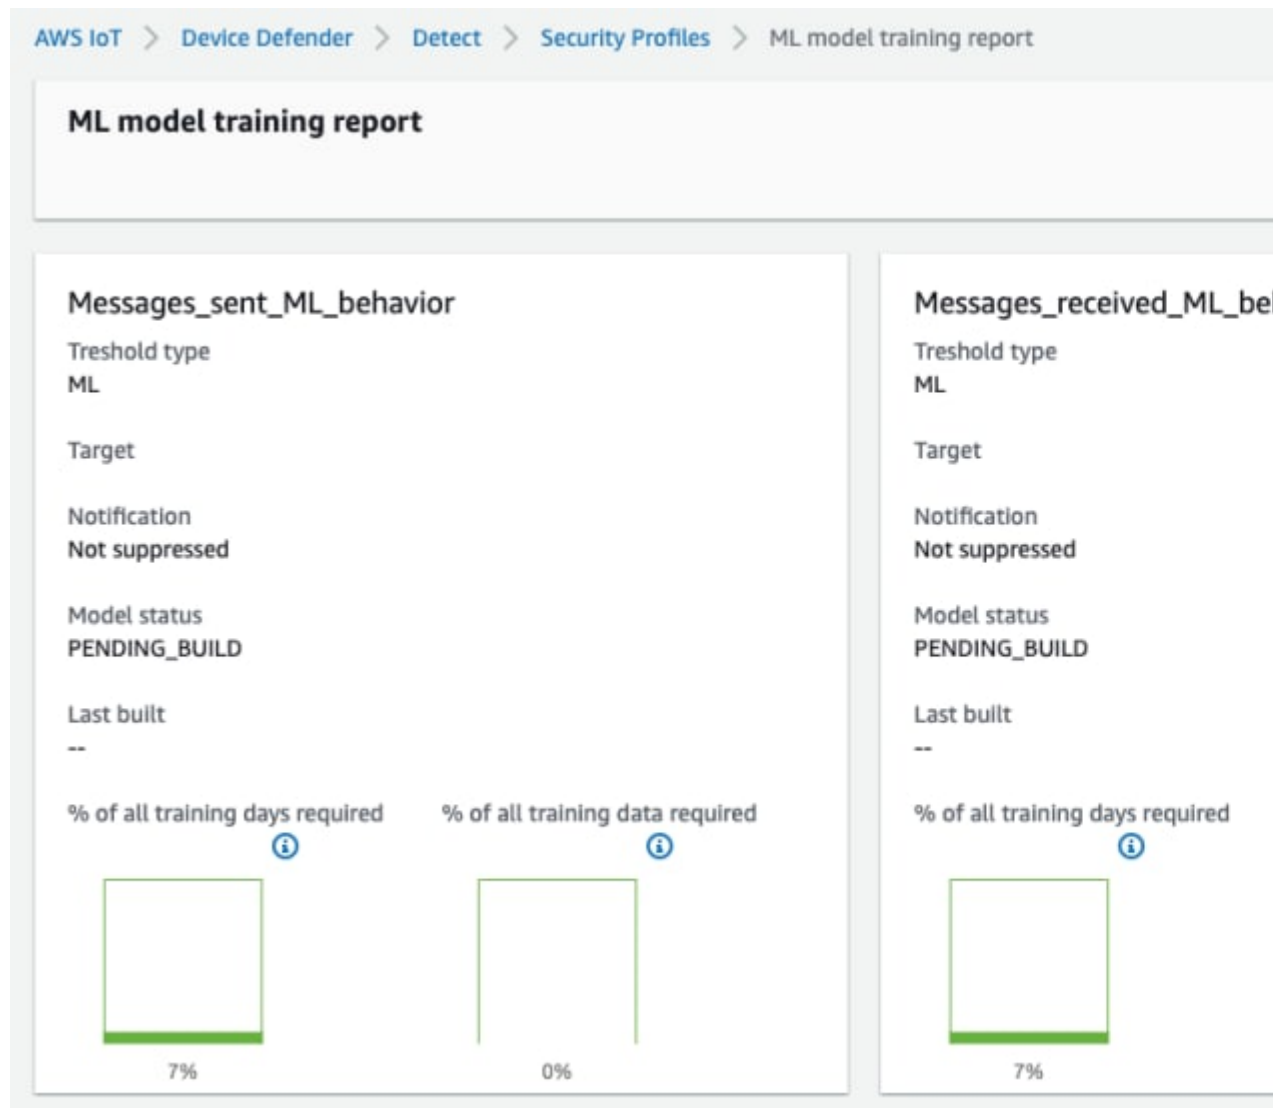 AWS IoT > Device Defender > Detect > Security Profiles > ML model training report
ML model training report
Messages_sent_ML_behavior
Treshold type
ML
Target
Notification
Not suppressed
Model status
PENDING_BUILD
Last built
--
% of all training days required
% of all training data required
7%
0%
Messages_received_ML_be
Treshold type
ML
Target
Notification
Not suppressed
Model status
PENDING_BUILD
Last built
--
% of all training days required
7%